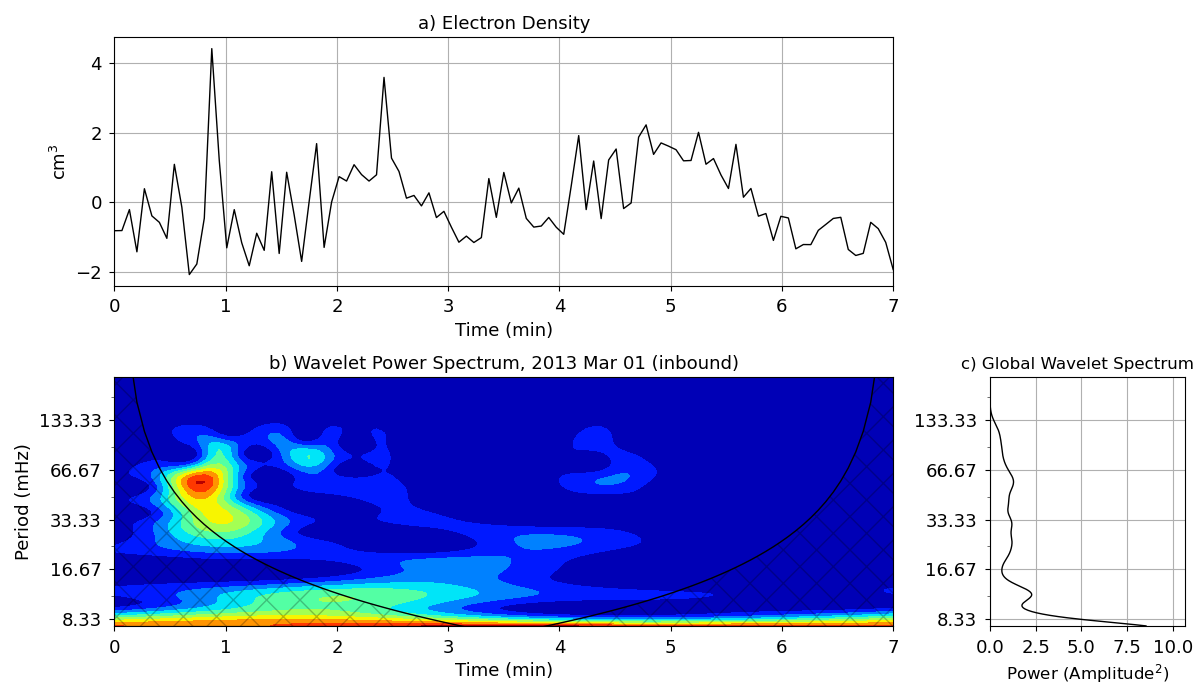 a) Electron Density
4
2
0
−2
cm³
0 1 2 3 4 5 6 7
Time (min)
b) Wavelet Power Spectrum, 2013 Mar 01 (inbound)
133.33
66.67
33.33
16.67
8.33
Period (mHz)
0 1 2 3 4 5 6 7
Time (min)
c) Global Wavelet Spectrum
133.33
66.67
33.33
16.67
8.33
0.0 2.5 5.0 7.5 10.0
Power (Amplitude²)